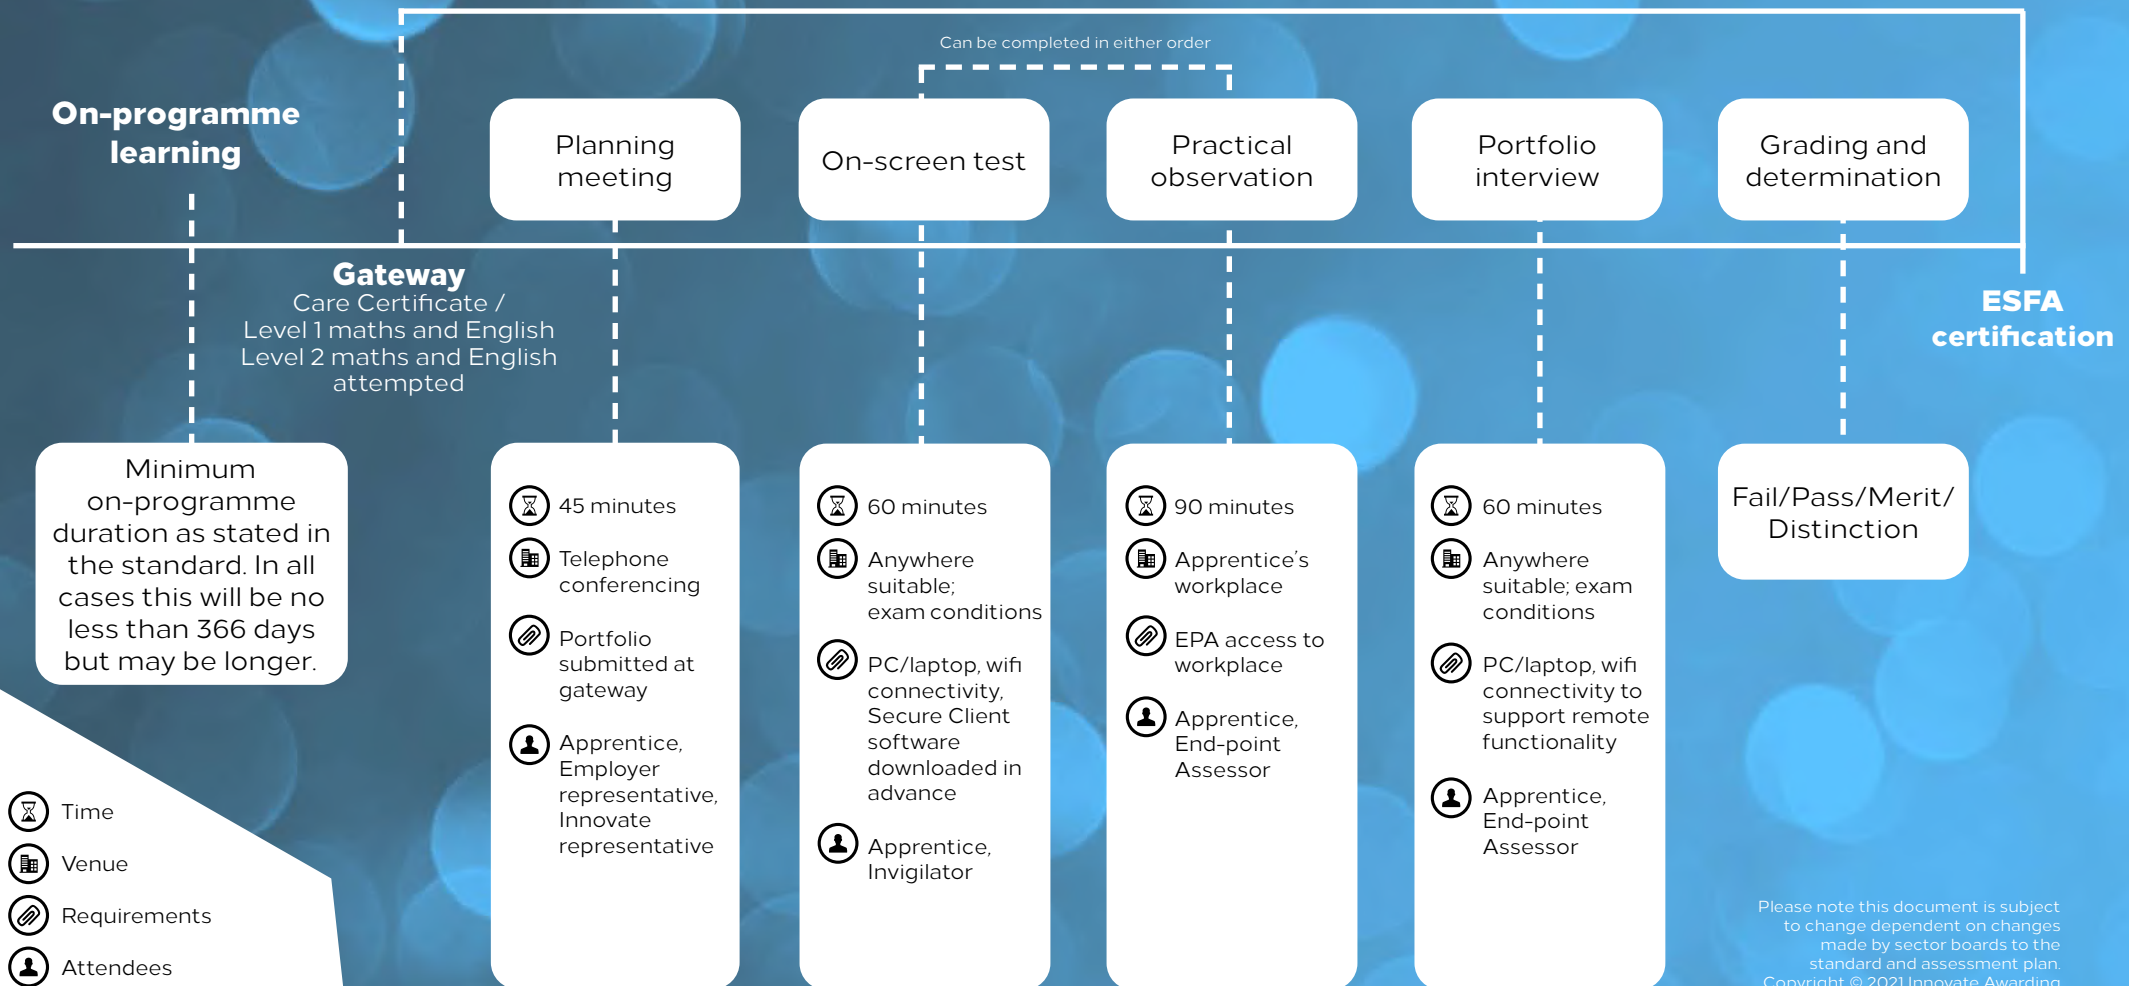 Can be completed in either order
On-programme
learning
Planning
meeting
On-screen test
Practical
observation
Portfolio
interview
Grading and
determination
Gateway
Care Certificate /
Level 1 maths and English
Level 2 maths and English
attempted
ESFA
certification
Minimum
on-programme
duration as stated in
the standard. In all
cases this will be no
less than 366 days
but may be longer.
45 minutes
Telephone
conferencing
Portfolio
submitted at
gateway
Apprentice,
Employer
representative,
Innovate
representative
60 minutes
Anywhere
suitable;
exam conditions
PC/laptop, wifi
connectivity,
Secure Client
software
downloaded in
advance
Apprentice,
Invigilator
90 minutes
Apprentice's
workplace
EPA access to
workplace
Apprentice,
End-point
Assessor
60 minutes
Anywhere
suitable; exam
conditions
PC/laptop, wifi
connectivity to
support remote
functionality
Apprentice,
End-point
Assessor
Fail/Pass/Merit/
Distinction
Time
Venue
Requirements
Attendees
Please note this document is subject
to change dependent on changes
made by sector boards to the
standard and assessment plan.
Copyright © 2021 Innovate Awarding